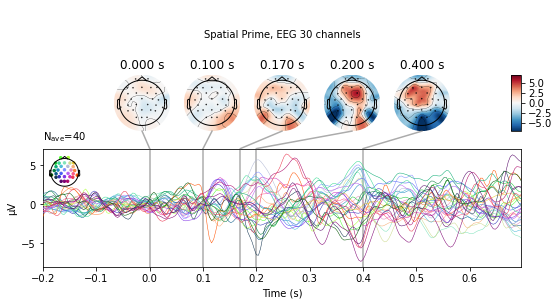 Spatial Prime, EEG 30 channels
0.000 s 0.100 s 0.170 s 0.200 s 0.400 s
5.0
2.5
0.0
−2.5
−5.0
Nave=40
5
0
−5
µV
−0.2 −0.1 0.0 0.1 0.2 0.3 0.4 0.5 0.6
Time (s)